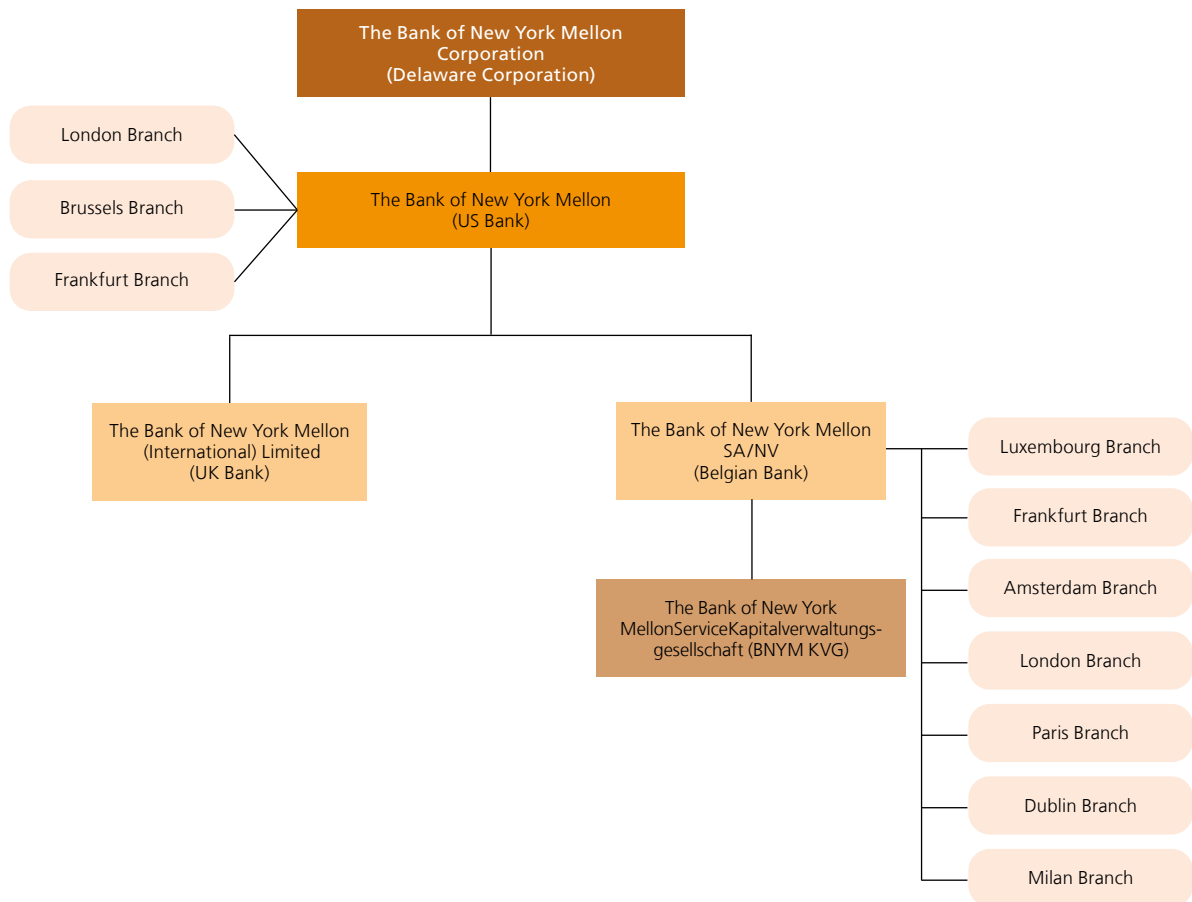 The Bank of New York Mellon
Corporation
(Delaware Corporation)
London Branch
Brussels Branch
Frankfurt Branch
The Bank of New York Mellon
(US Bank)
The Bank of New York Mellon
(International) Limited
(UK Bank)
The Bank of New York Mellon
SA/NV
(Belgian Bank)
The Bank of New York
MellonServiceKapitalverwaltungs-
gesellschaft (BNYM KVG)
Luxembourg Branch
Frankfurt Branch
Amsterdam Branch
London Branch
Paris Branch
Dublin Branch
Milan Branch